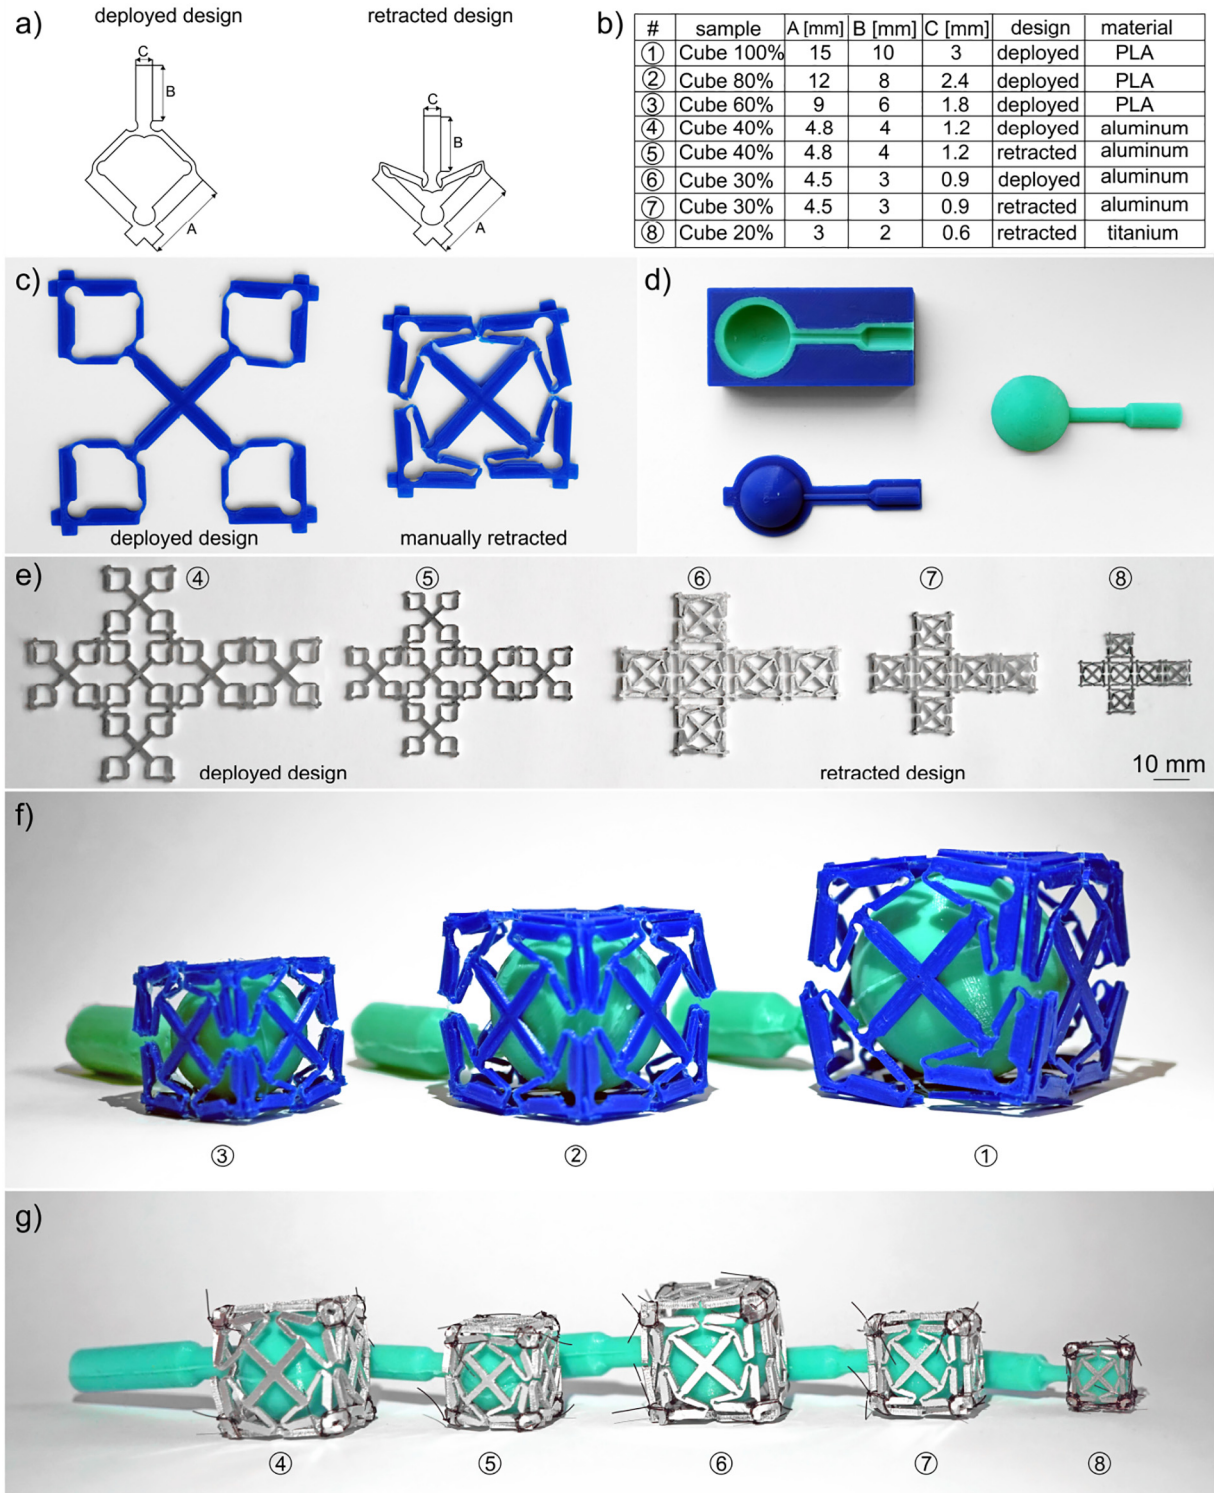 a)
deployed design
retracted design
C
B
A
C
B
A
b)
# sample A [mm] B [mm] C [mm] design material
① Cube 100% 15 10 3 deployed PLA
② Cube 80% 12 8 2.4 deployed PLA
③ Cube 60% 9 6 1.8 deployed PLA
④ Cube 40% 4.8 4 1.2 deployed aluminum
⑤ Cube 40% 4.8 4 1.2 retracted aluminum
⑥ Cube 30% 4.5 3 0.9 deployed aluminum
⑦ Cube 30% 4.5 3 0.9 retracted aluminum
⑧ Cube 20% 3 2 0.6 retracted titanium
c)
deployed design
manually retracted
d)
e)
④ ⑤ ⑥ ⑦ ⑧
deployed design
retracted design
10 mm
f)
③ ② ①
g)
④ ⑤ ⑥ ⑦ ⑧